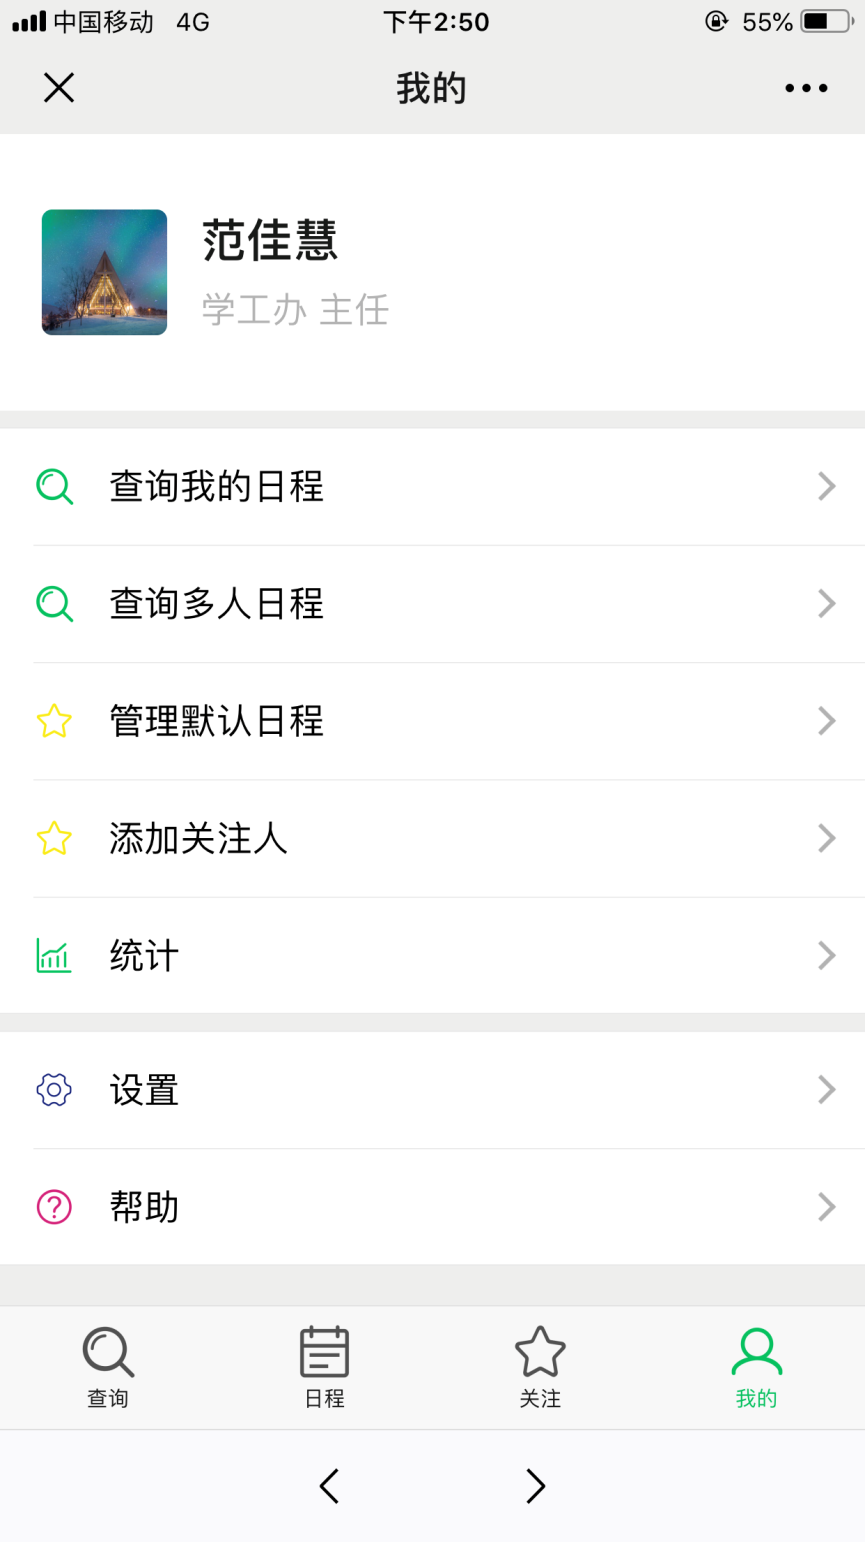 中国移动 4G 下午2:50 55%
我的
范佳慧
学工办 主任
查询我的日程
查询多人日程
管理默认日程
添加关注人
统计
设置
帮助
查询 日程 关注 我的